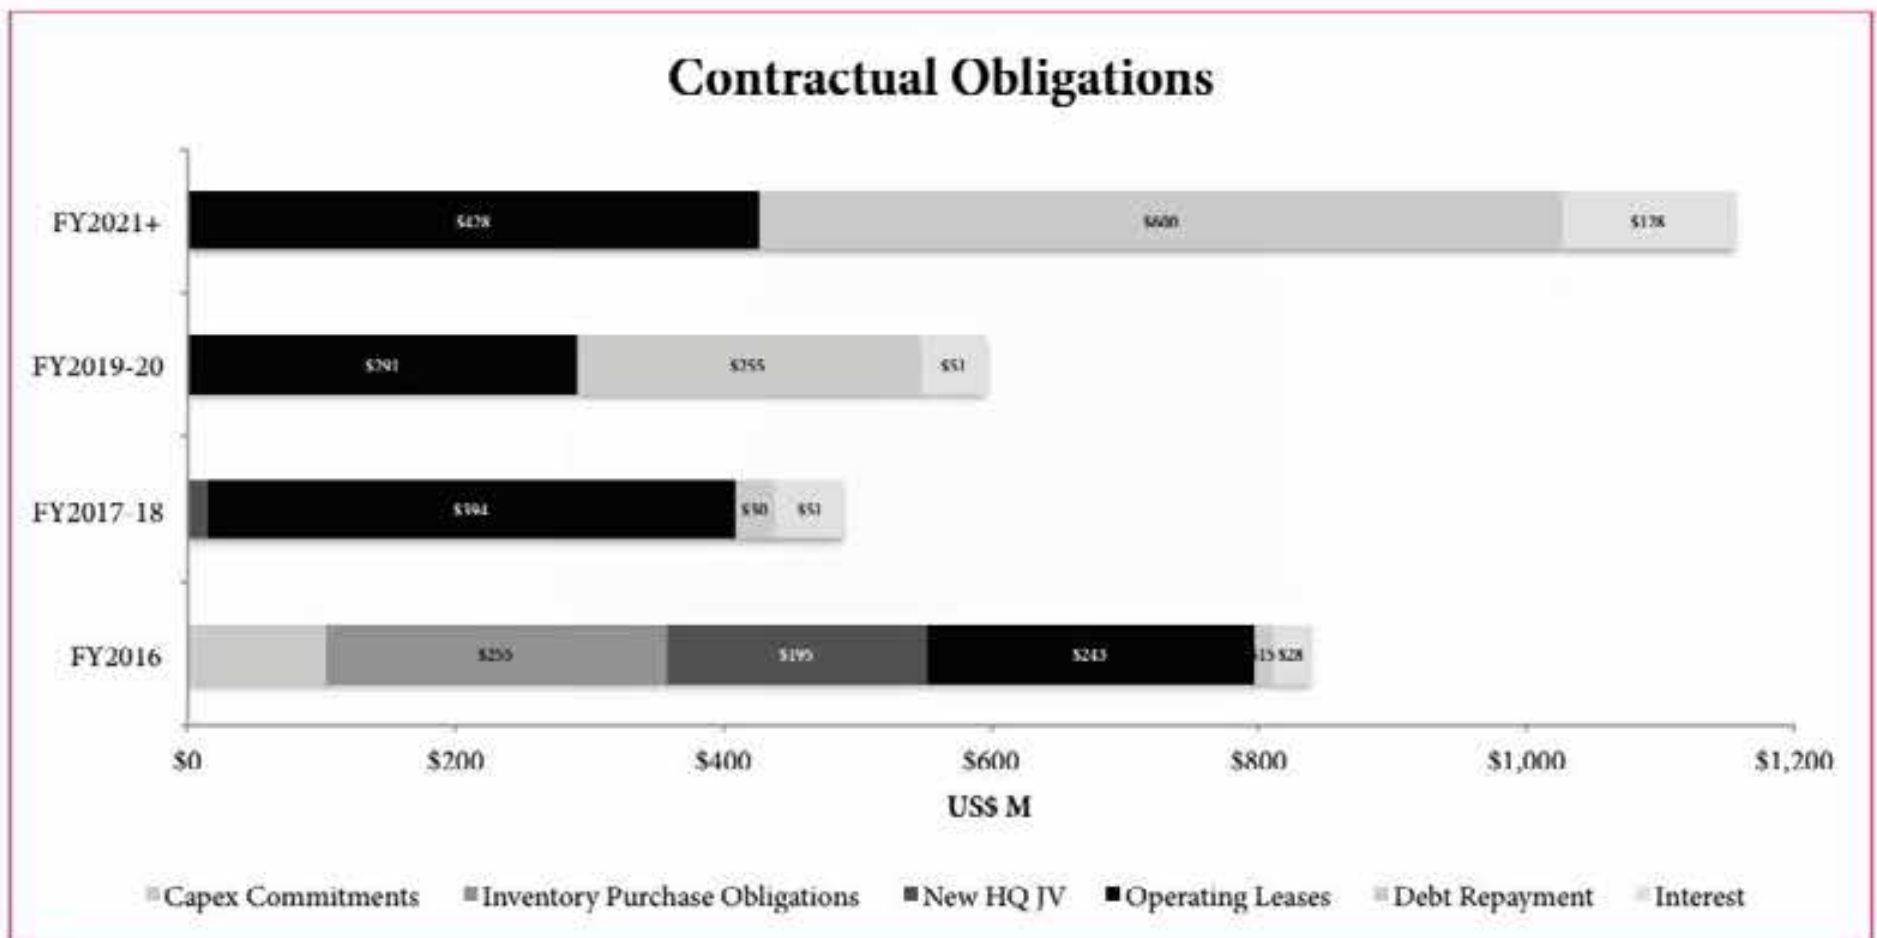 Contractual Obligations
FY2021+
$428
$600
$128
FY2019-20
$291
$255
$51
FY2017-18
$394
$30
$51
FY2016
$255
$195
$243
$28
$0
$200
$400
$600
$800
$1,000
$1,200
US$ M
Capex Commitments
Inventory Purchase Obligations
New HQ JV
Operating Leases
Debt Repayment
Interest